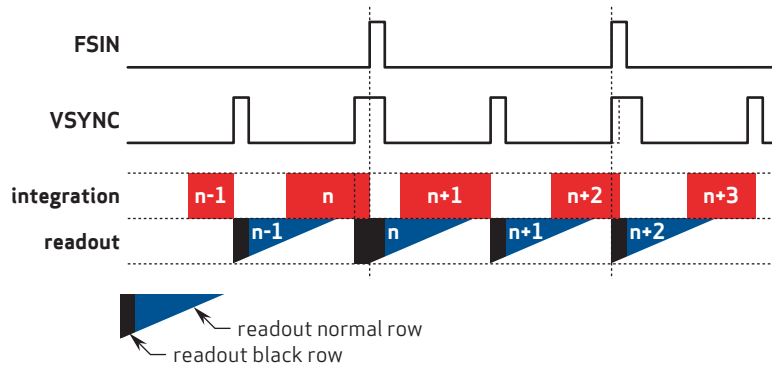 FSIN
VSYNC
integration
n-1
n
n+1
n+2
n+3
readout
n-1
n
n+1
n+2
readout normal row
readout black row